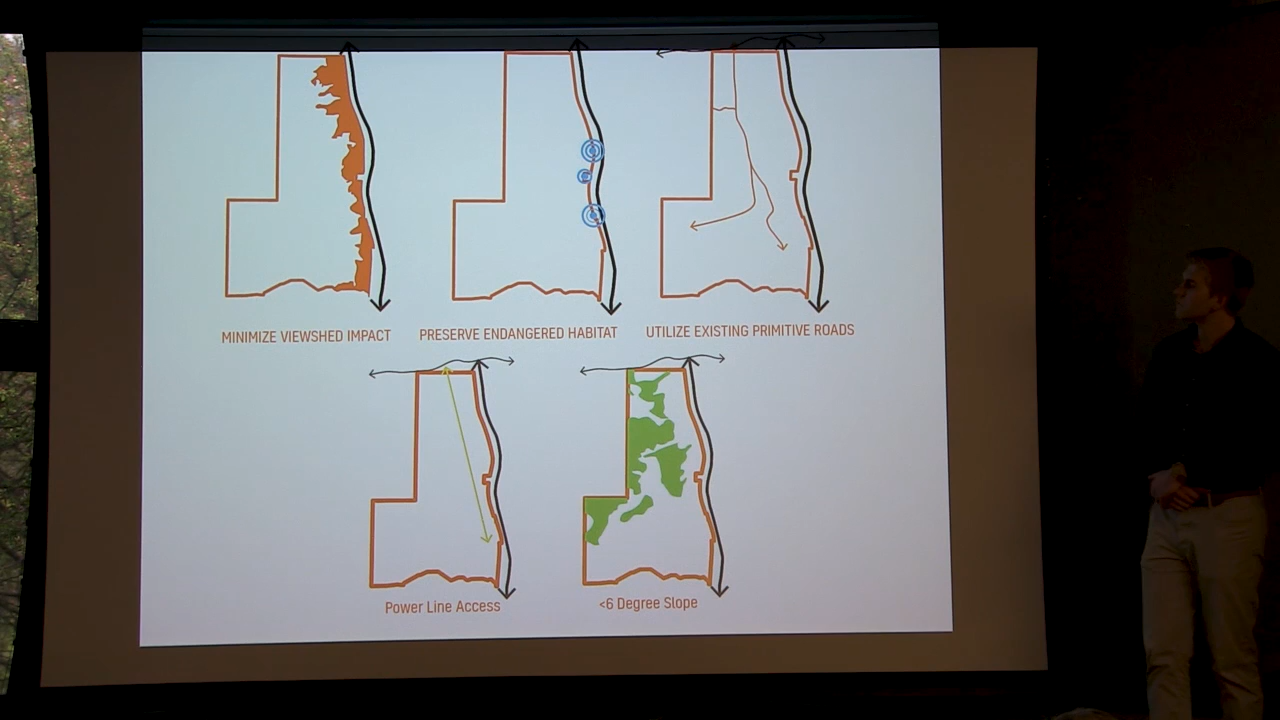 MINIMIZE VIEWSHED IMPACT
PRESERVE ENDANGERED HABITAT
UTILIZE EXISTING PRIMITIVE ROADS
Power Line Access
<6 Degree Slope